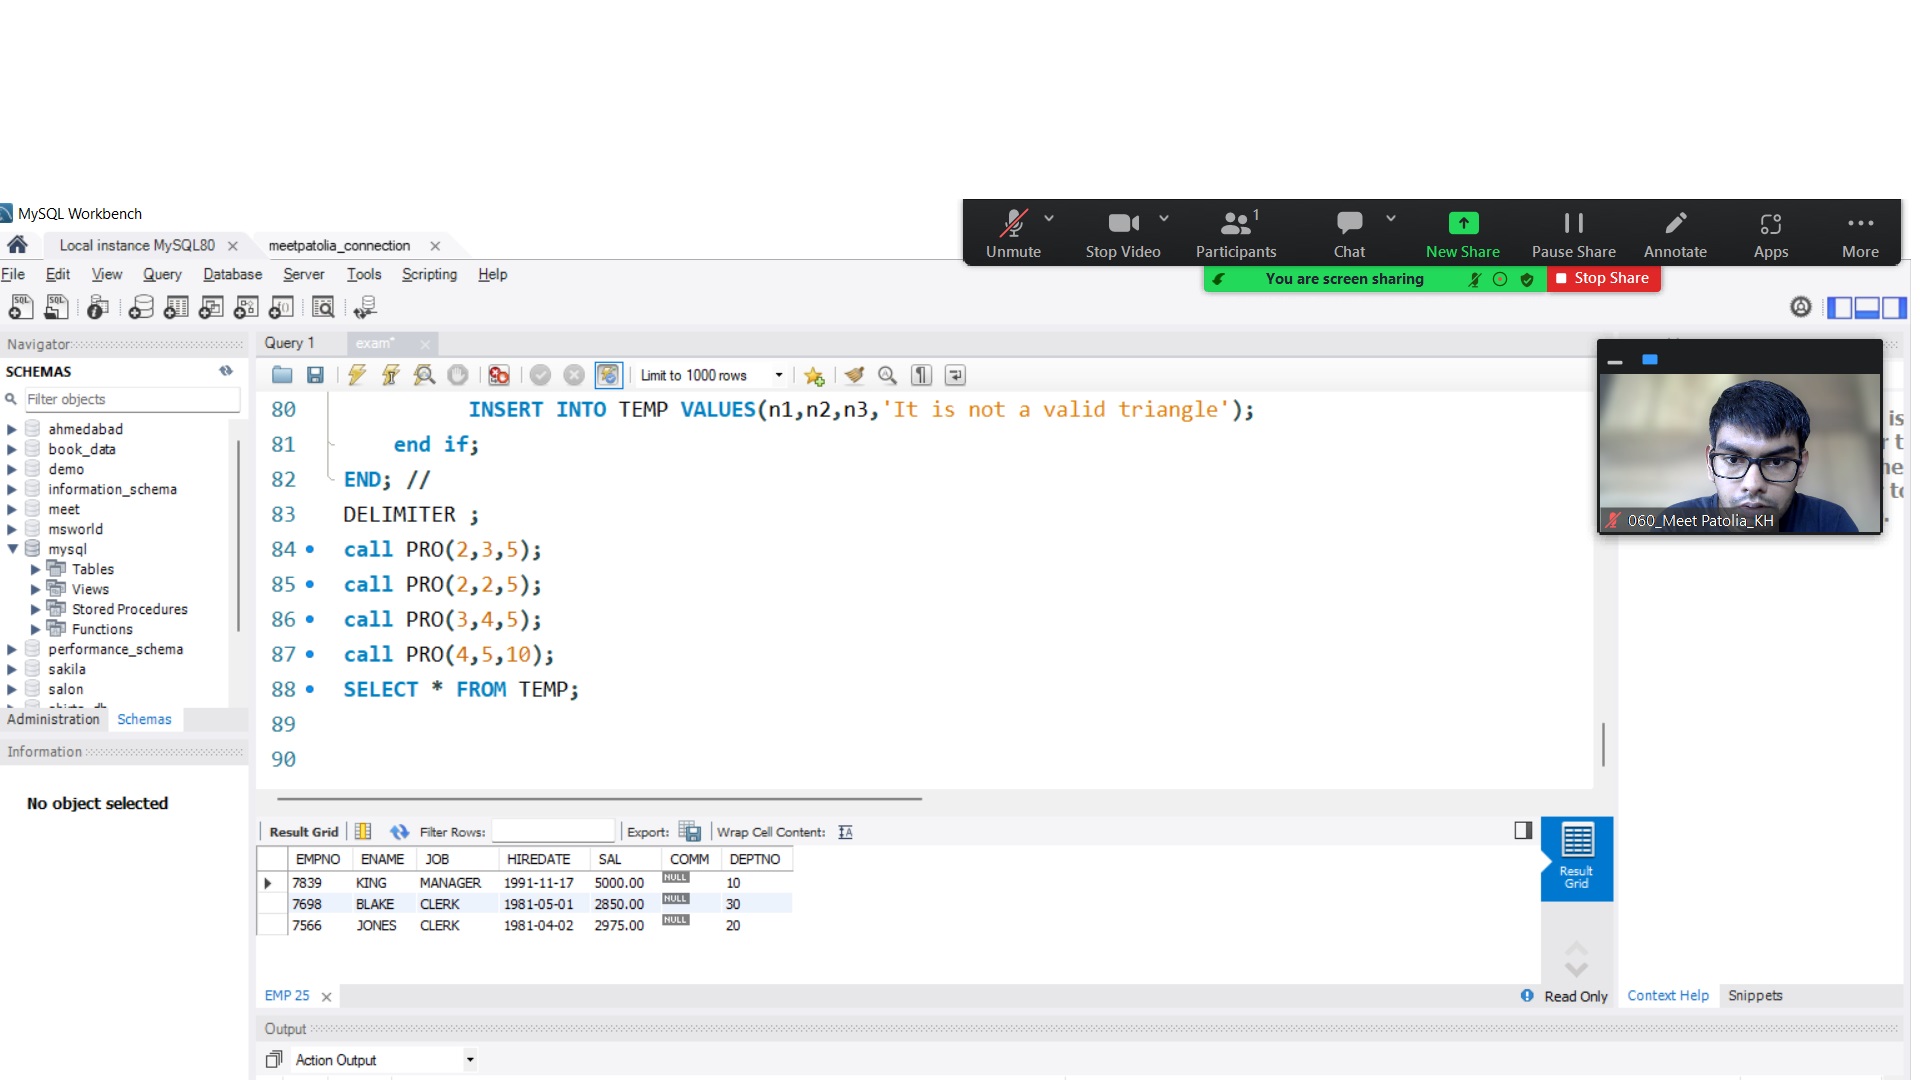 MySQL Workbench
Local instance MySQL80
meetpatolia_connection
Unmute
Stop Video
1
Participants
Chat
New Share
Pause Share
Annotate
Apps
More
You are screen sharing
Stop Share
File Edit View Query Database Server Tools Scripting Help
Navigator
SCHEMAS
Filter objects
ahmedabad
book_data
demo
information_schema
meet
msworld
mysql
Tables
Views
Stored Procedures
Functions
performance_schema
sakila
salon
Administration Schemas
Information
No object selected
Query 1
exam*
Limit to 1000 rows
80 INSERT INTO TEMP VALUES(n1,n2,n3,'It is not a valid triangle');
81 end if;
82 END; //
83 DELIMITER ;
84 call PRO(2,3,5);
85 call PRO(2,2,5);
86 call PRO(3,4,5);
87 call PRO(4,5,10);
88 SELECT * FROM TEMP;
89
90
060_Meet Patolia_KH
Result Grid Filter Rows: Export: Wrap Cell Content:
EMPNO ENAME JOB HIREDATE SAL COMM DEPTNO
7839 KING MANAGER 1991-11-17 5000.00 NULL 10
7698 BLAKE CLERK 1981-05-01 2850.00 NULL 30
7566 JONES CLERK 1981-04-02 2975.00 NULL 20
Result
Grid
EMP 25
Read Only
Context Help Snippets
Output
Action Output